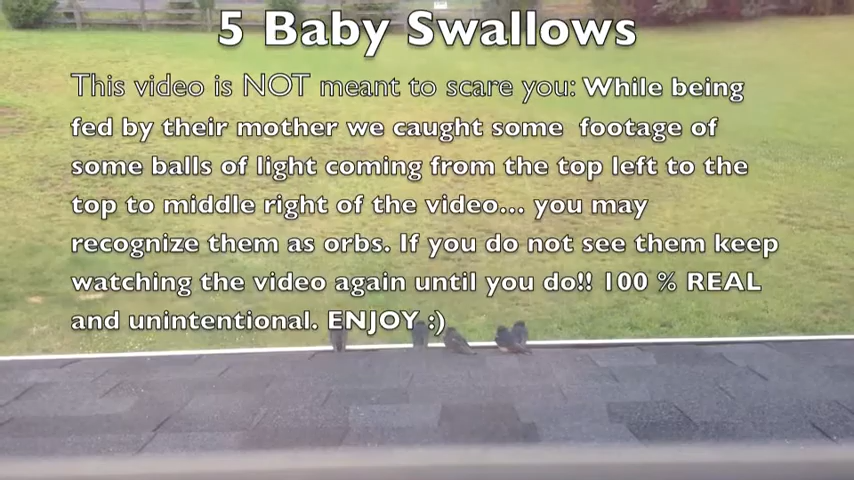 5 Baby Swallows
This video is NOT meant to scare you: While being
fed by their mother we caught some footage of
some balls of light coming from the top left to the
top to middle right of the video... you may
recognize them as orbs. If you do not see them keep
watching the video again until you do!! 100 % REAL
and unintentional. ENJOY :)